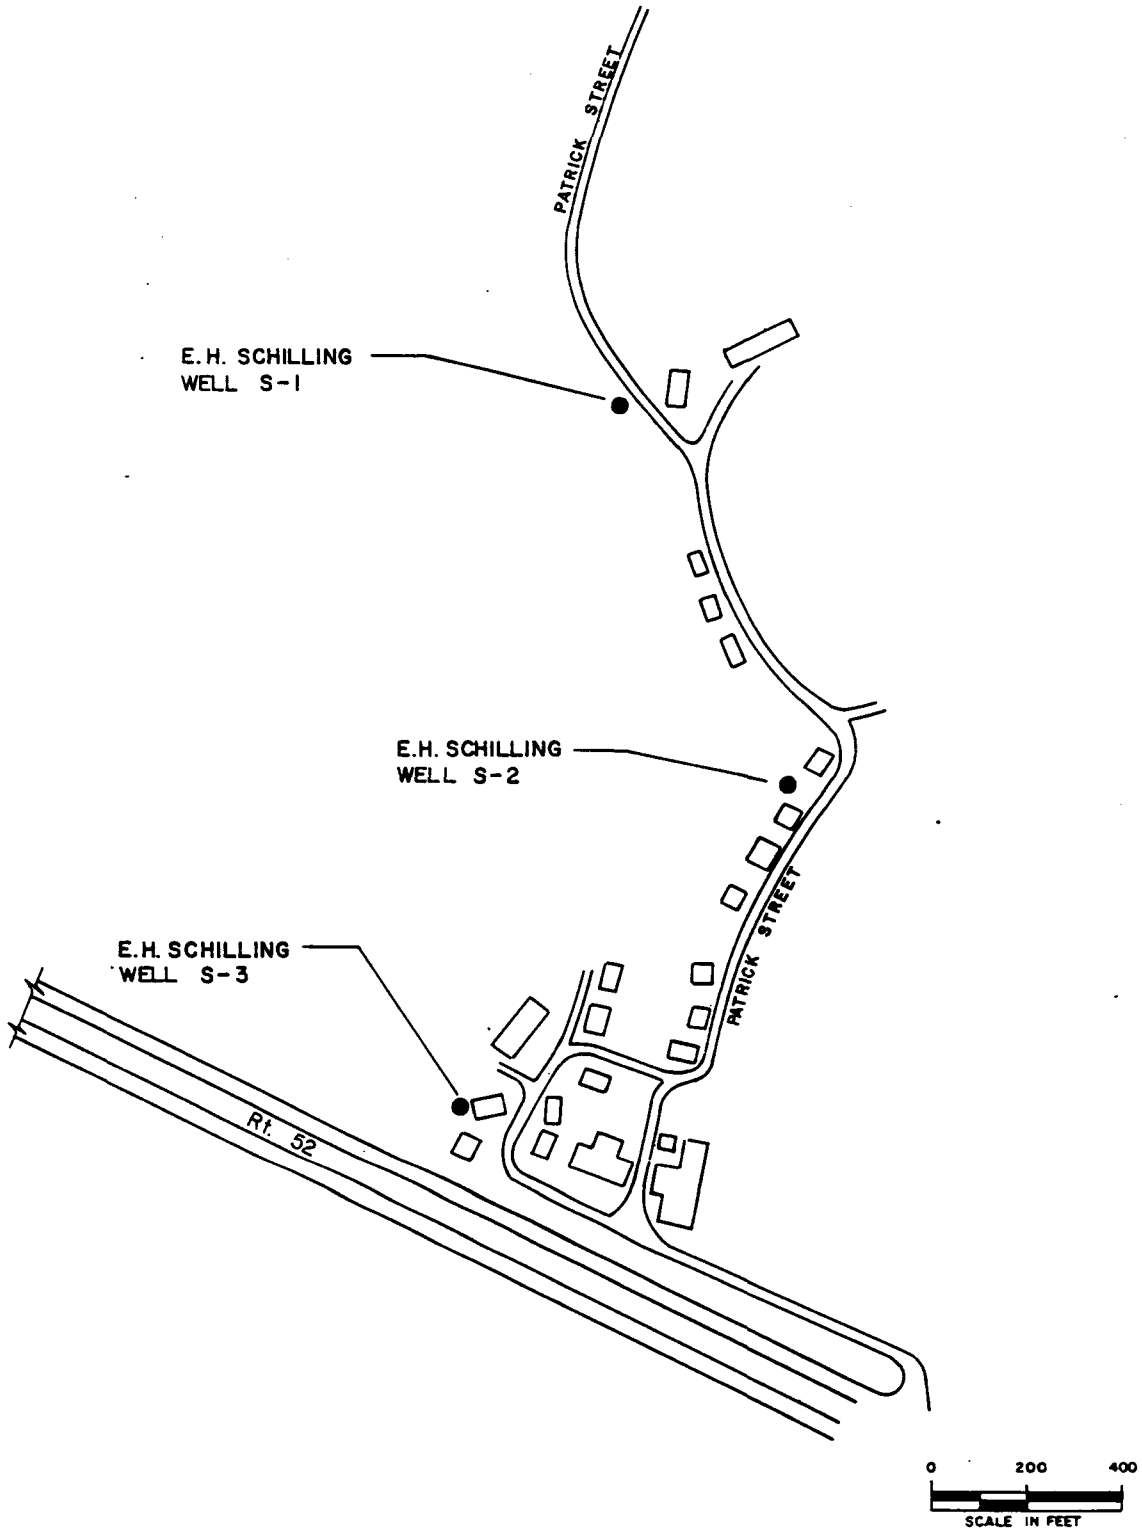 PATRICK STREET
E.H. SCHILLING
WELL S-1
E.H. SCHILLING
WELL S-2
PATRICK STREET
E.H. SCHILLING
WELL S-3
Rt. 52
0 200 400
SCALE IN FEET